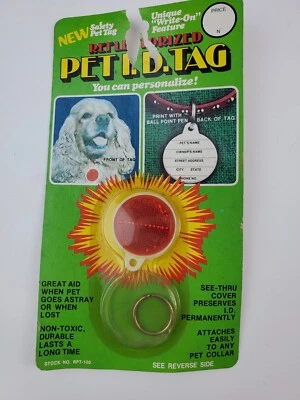 NEW
Safety
Pet Tag
Unique
"Write-On"
Feature
PRICE
N
REFLECTORIZED
PET I.D. TAG
You can personalize!
PRINT WITH
BALL POINT PEN
BACK OF TAG
FRONT OF TAG
PET'S NAME
OWNER'S NAME
STREET ADDRESS
CITY STATE
PHONE NO.
GREAT AID
WHEN PET
GOES ASTRAY
OR WHEN
LOST
NON-TOXIC,
DURABLE
LASTS A
LONG TIME
STOCK NO. RPT-100
SEE-THRU
COVER
PRESERVES
I.D.
PERMANENTLY
ATTACHES
EASILY
TO ANY
PET COLLAR
SEE REVERSE SIDE